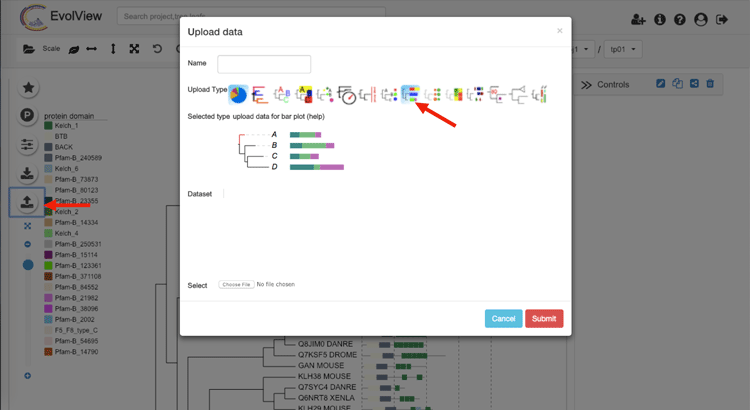 EvolView
Search project,tree,leafs
Scale
/ tp01
Upload data
×
Name
Upload Type
Selected type upload data for bar plot (help)
A
B
C
D
Dataset
Select Choose File No file chosen
Cancel Submit
Controls
P
protein domain
Kelch_1
BTB
BACK
Pfam-B_240589
Kelch_6
Pfam-B_73873
Pfam-B_80123
Pfam-B_23355
Kelch_2
Pfam-B_14334
Kelch_4
Pfam-B_250531
Pfam-B_15114
Pfam-B_123361
Pfam-B_371108
Pfam-B_84552
Pfam-B_21982
Pfam-B_38096
Pfam-B_2002
F5_F8_type_C
Pfam-B_54695
Pfam-B_14790
Q8JIM0 DANRE
Q7KSF5 DROME
GAN MOUSE
KLH38 MOUSE
Q7SYC4 DANRE
Q6NRT8 XENLA
KLH29 MOUSE